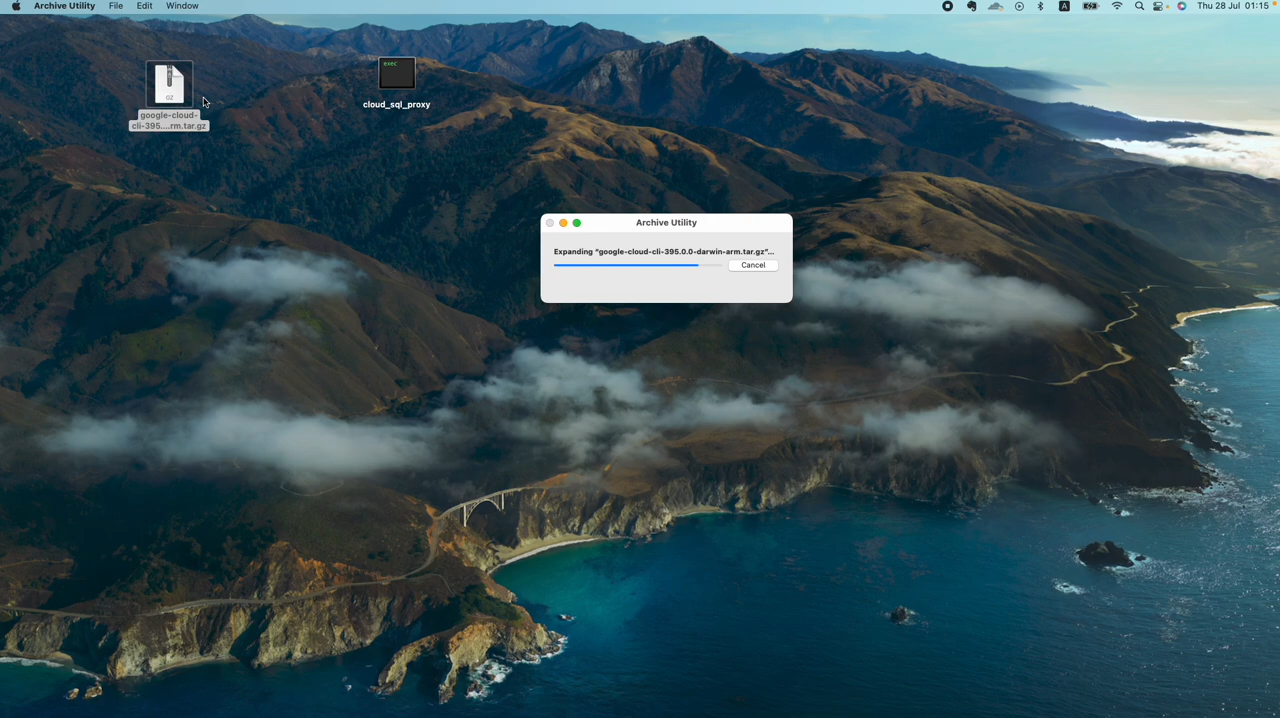 Archive Utility File Edit Window
A
Thu 28 Jul 01:15
GZ
google-cloud-
cli-395....rm.tar.gz
exec
cloud_sql_proxy
Archive Utility
Expanding “google-cloud-cli-395.0.0-darwin-arm.tar.gz”...
Cancel